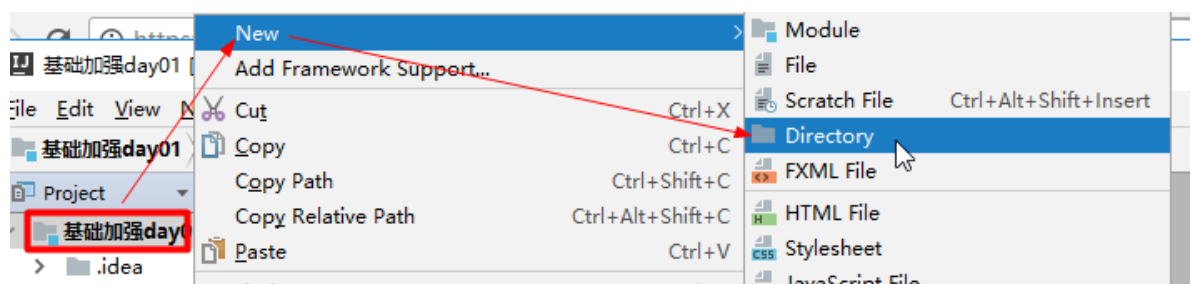 New
Module
基础加强day01 [
Add Framework Support...
File
File Edit View N
Cut Ctrl+X
Scratch File Ctrl+Alt+Shift+Insert
基础加强day01
Copy Ctrl+C
Directory
Project
Copy Path Ctrl+Shift+C
FXML File
基础加强day0
Copy Relative Path Ctrl+Alt+Shift+C
HTML File
.idea
Paste Ctrl+V
Stylesheet
JavaScript File